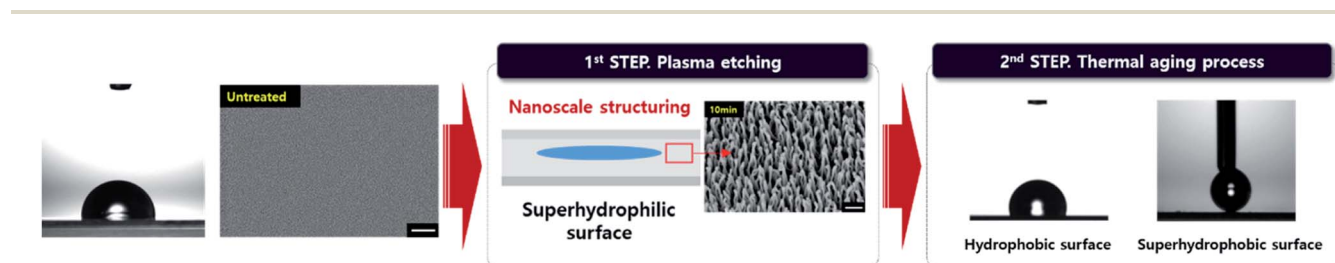 Untreated
1st STEP. Plasma etching
Nanoscale structuring
10min
Superhydrophilic
surface
2nd STEP. Thermal aging process
Hydrophobic surface
Superhydrophobic surface